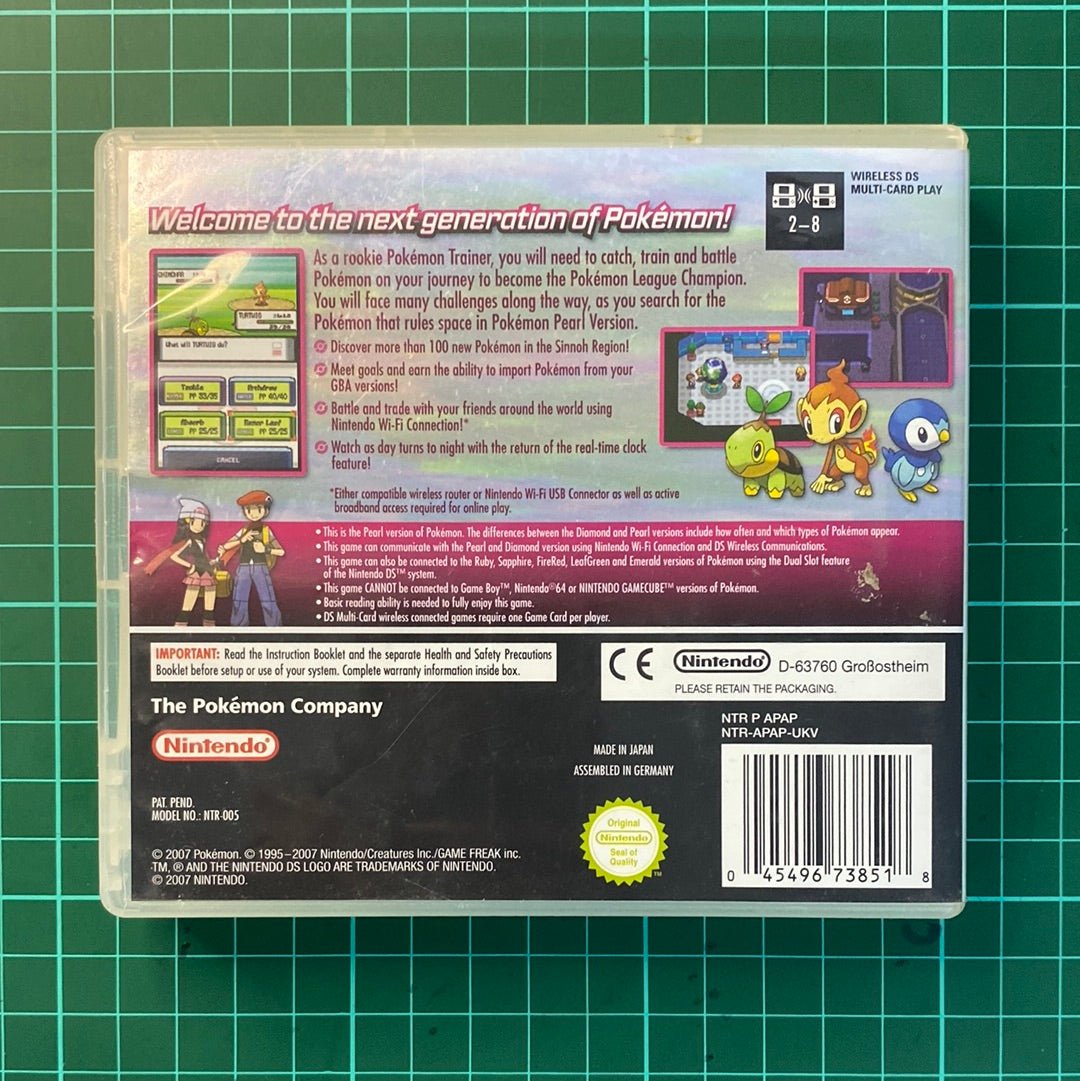 WIRELESS DS
MULTI-CARD PLAY
2–8
Welcome to the next generation of Pokémon!
As a rookie Pokémon Trainer, you will need to catch, train and battle
Pokémon on your journey to become the Pokémon League Champion.
You will face many challenges along the way, as you search for the
Pokémon that rules space in Pokémon Pearl Version.
Discover more than 100 new Pokémon in the Sinnoh Region!
Meet goals and earn the ability to import Pokémon from your
GBA versions!
Battle and trade with your friends around the world using
Nintendo Wi-Fi Connection!*
Watch as day turns to night with the return of the real-time clock
feature!
*Either compatible wireless router or Nintendo Wi-Fi USB Connector as well as active
broadband access required for online play.
CHIMCHAR
TURTWIG
What will TURTWIG do?
Tackle
PP 33/35
Withdraw
PP 40/40
Absorb
PP 25/25
Razor Leaf
PP 25/25
CANCEL
• This is the Pearl version of Pokémon. The differences between the Diamond and Pearl versions include how often and which types of Pokémon appear.
• This game can communicate with the Pearl and Diamond version using Nintendo Wi-Fi Connection and DS Wireless Communications.
• This game can also be connected to the Ruby, Sapphire, FireRed, LeafGreen and Emerald versions of Pokémon using the Dual Slot feature
of the Nintendo DS™ system.
• This game CANNOT be connected to Game Boy™, Nintendo®64 or NINTENDO GAMECUBE™ versions of Pokémon.
• Basic reading ability is needed to fully enjoy this game.
• DS Multi-Card wireless connected games require one Game Card per player.
IMPORTANT: Read the Instruction Booklet and the separate Health and Safety Precautions
Booklet before setup or use of your system. Complete warranty information inside box.
CE Nintendo® D-63760 Großostheim
PLEASE RETAIN THE PACKAGING.
The Pokémon Company
Nintendo®
NTR P APAP
NTR-APAP-UKV
MADE IN JAPAN
ASSEMBLED IN GERMANY
PAT. PEND.
MODEL NO.: NTR-005
Original
Nintendo
Seal of
Quality
™
© 2007 Pokémon. © 1995–2007 Nintendo/Creatures Inc./GAME FREAK inc.
TM, ® AND THE NINTENDO DS LOGO ARE TRADEMARKS OF NINTENDO.
© 2007 NINTENDO.
0 45496 73851 8